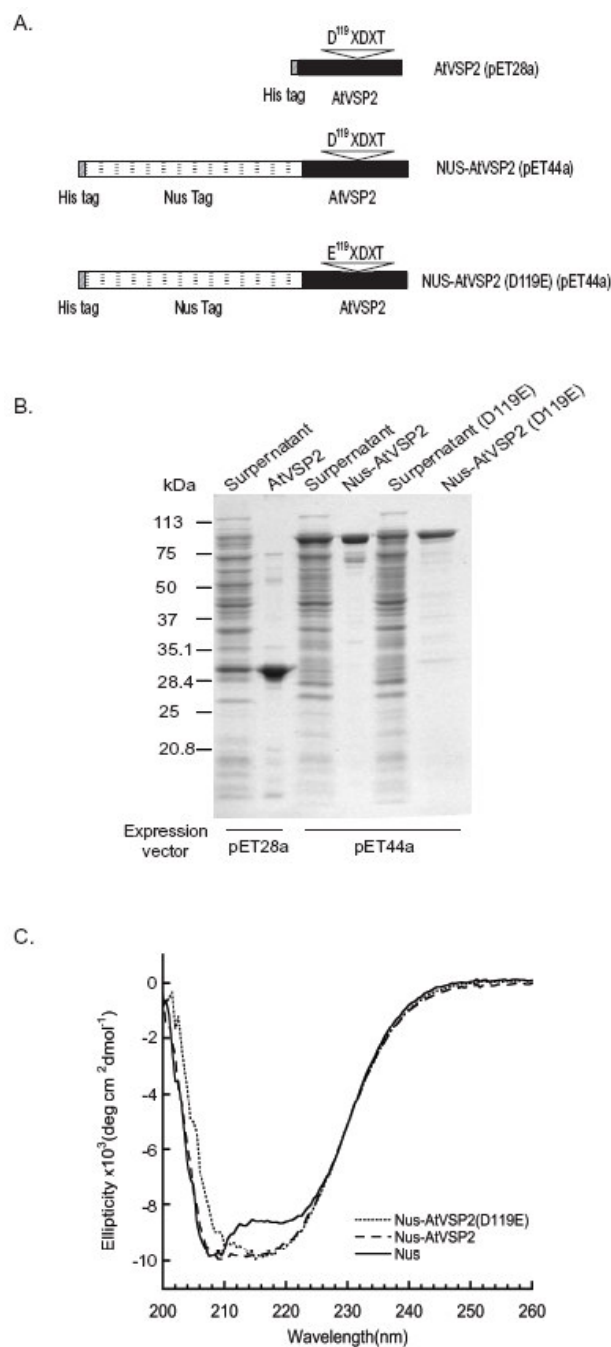 A.
D119XDXT
AtVSP2 (pET28a)
His tag AtVSP2
D119XDXT
NUS-AtVSP2 (pET44a)
His tag Nus Tag AtVSP2
E119XDXT
NUS-AtVSP2 (D119E) (pET44a)
His tag Nus Tag AtVSP2
B.
kDa
Surpernatant
AtVSP2
Surpernatant
Nus-AtVSP2
Surpernatant (D119E)
Nus-AtVSP2 (D119E)
113
75
50
37
35.1
28.4
25
20.8
Expression vector
pET28a
pET44a
C.
Ellipticity x10³(deg cm²dmol⁻¹)
0
-2
-4
-6
-8
-10
Nus-AtVSP2(D119E)
Nus-AtVSP2
Nus
200 210 220 230 240 250 260
Wavelength(nm)